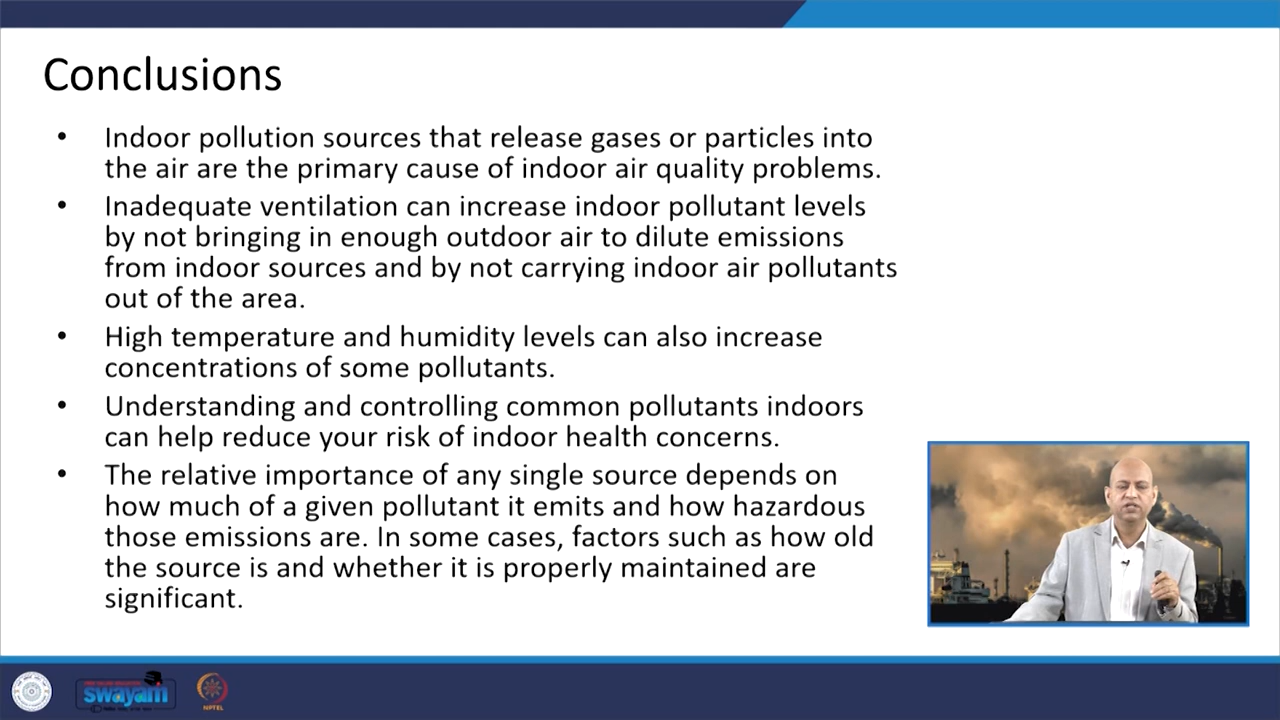 Conclusions
• Indoor pollution sources that release gases or particles into
the air are the primary cause of indoor air quality problems.
• Inadequate ventilation can increase indoor pollutant levels
by not bringing in enough outdoor air to dilute emissions
from indoor sources and by not carrying indoor air pollutants
out of the area.
• High temperature and humidity levels can also increase
concentrations of some pollutants.
• Understanding and controlling common pollutants indoors
can help reduce your risk of indoor health concerns.
• The relative importance of any single source depends on
how much of a given pollutant it emits and how hazardous
those emissions are. In some cases, factors such as how old
the source is and whether it is properly maintained are
significant.
swayam
NPTEL